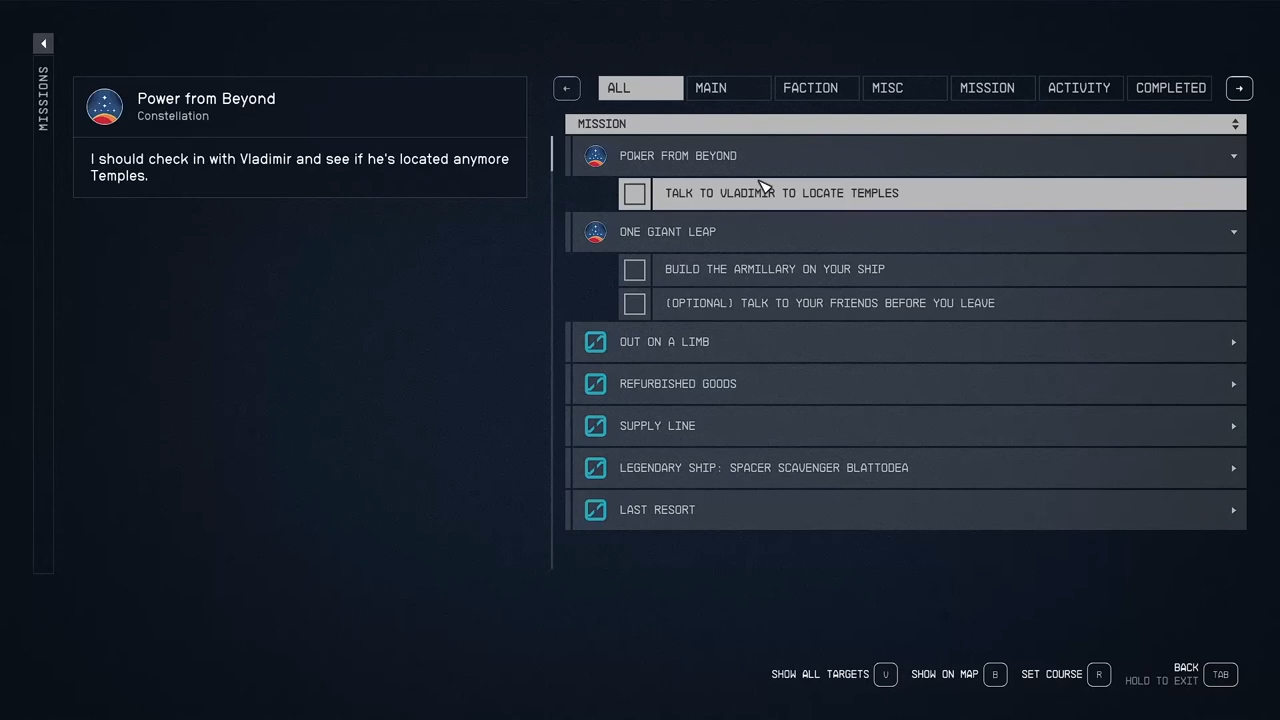 MISSIONS
Power from Beyond
Constellation
I should check in with Vladimir and see if he's located anymore
Temples.
ALL
MAIN
FACTION
MISC
MISSION
ACTIVITY
COMPLETED
MISSION
POWER FROM BEYOND
TALK TO VLADIMIR TO LOCATE TEMPLES
ONE GIANT LEAP
BUILD THE ARMILLARY ON YOUR SHIP
(OPTIONAL) TALK TO YOUR FRIENDS BEFORE YOU LEAVE
OUT ON A LIMB
REFURBISHED GOODS
SUPPLY LINE
LEGENDARY SHIP: SPACER SCAVENGER BLATTODEA
LAST RESORT
SHOW ALL TARGETS V
SHOW ON MAP B
SET COURSE R
BACK
HOLD TO EXIT TAB